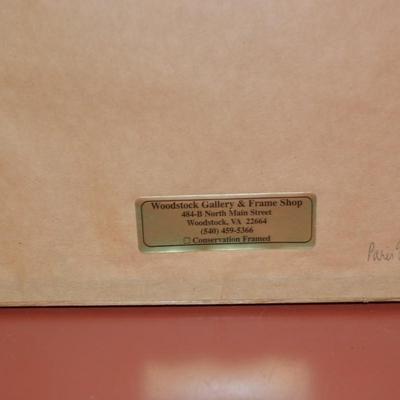 Woodstock Gallery & Frame Shop
484-B North Main Street
Woodstock, VA 22664
(540) 459-5366
☐ Conservation Framed